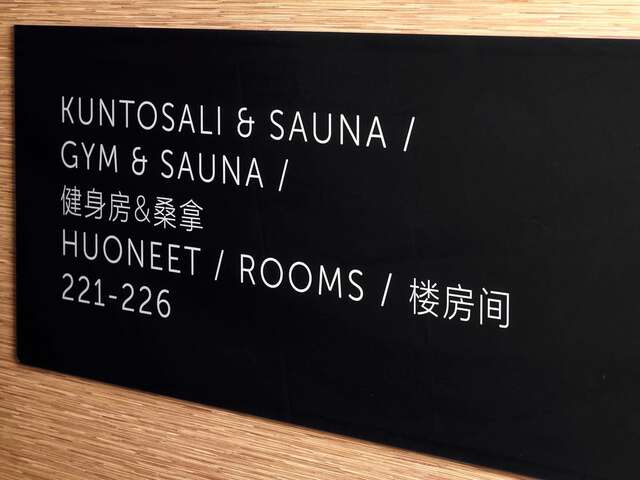 KUNTOSALI & SAUNA /
GYM & SAUNA /
健身房&桑拿
HUONEET / ROOMS / 楼房间
221-226